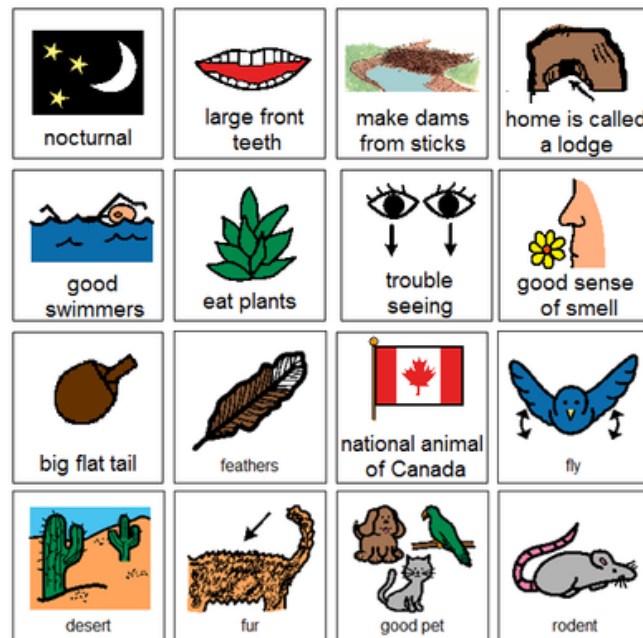 nocturnal
large front
teeth
make dams
from sticks
home is called
a lodge
good
swimmers
eat plants
trouble
seeing
good sense
of smell
big flat tail
feathers
national animal
of Canada
fly
desert
fur
good pet
rodent